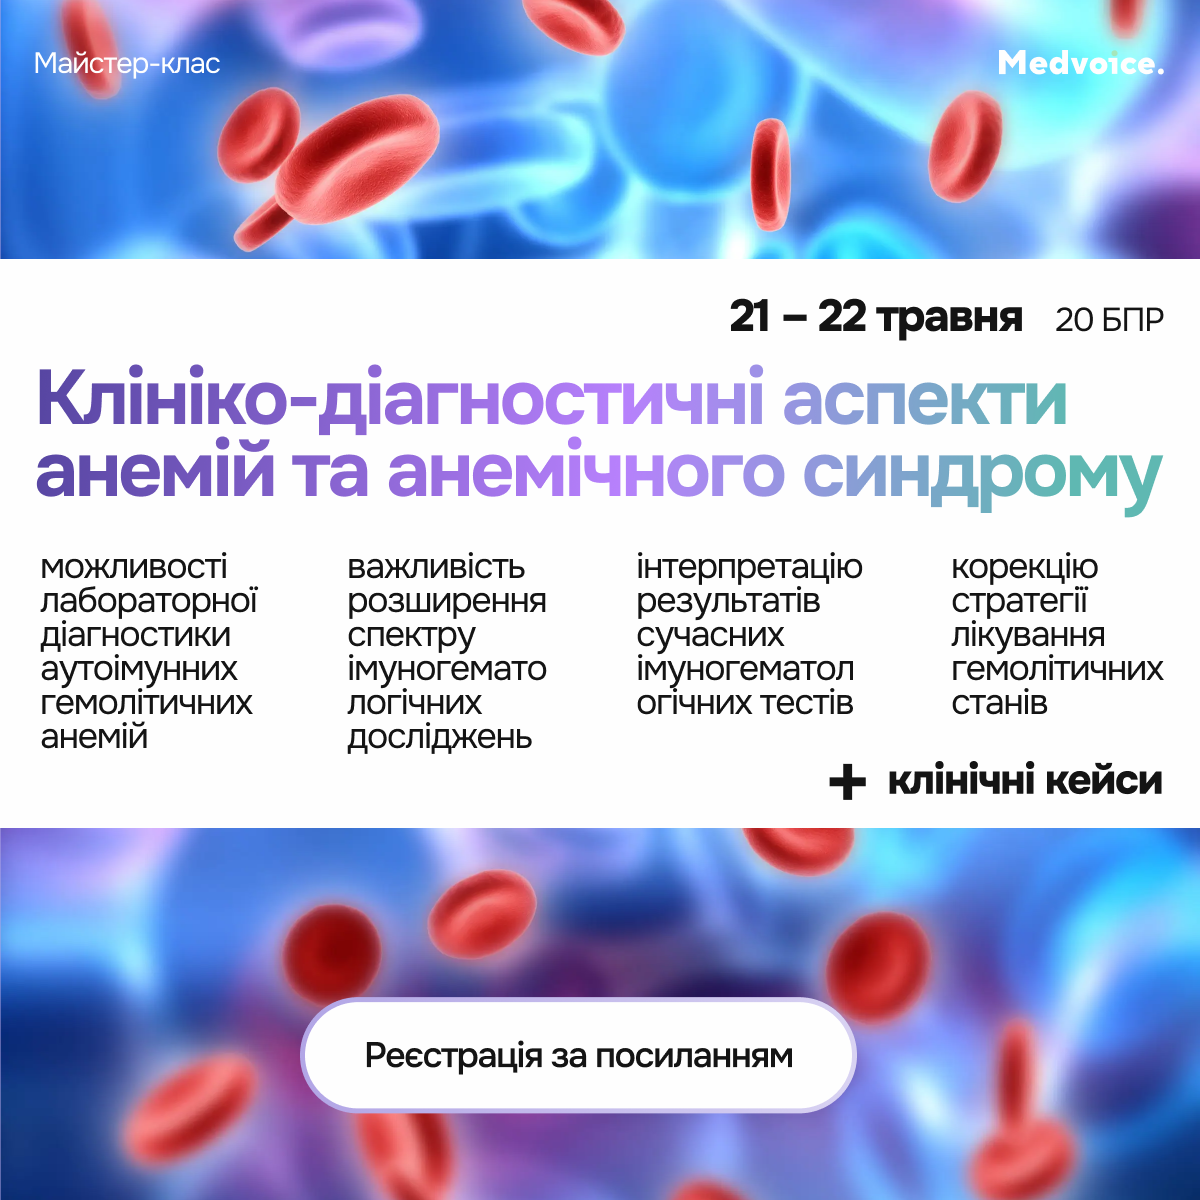 Майстер-клас
Medvoice.
21 – 22 травня 20 БПР
Клініко-діагностичні аспекти
анемій та анемічного синдрому
можливості
лабораторної
діагностики
аутоімунних
гемолітичних
анемій
важливість
розширення
спектру
імуногемато
логічних
досліджень
інтерпретацію
результатів
сучасних
імуногематол
огічних тестів
корекцію
стратегії
лікування
гемолітичних
станів
+ клінічні кейси
Реєстрація за посиланням